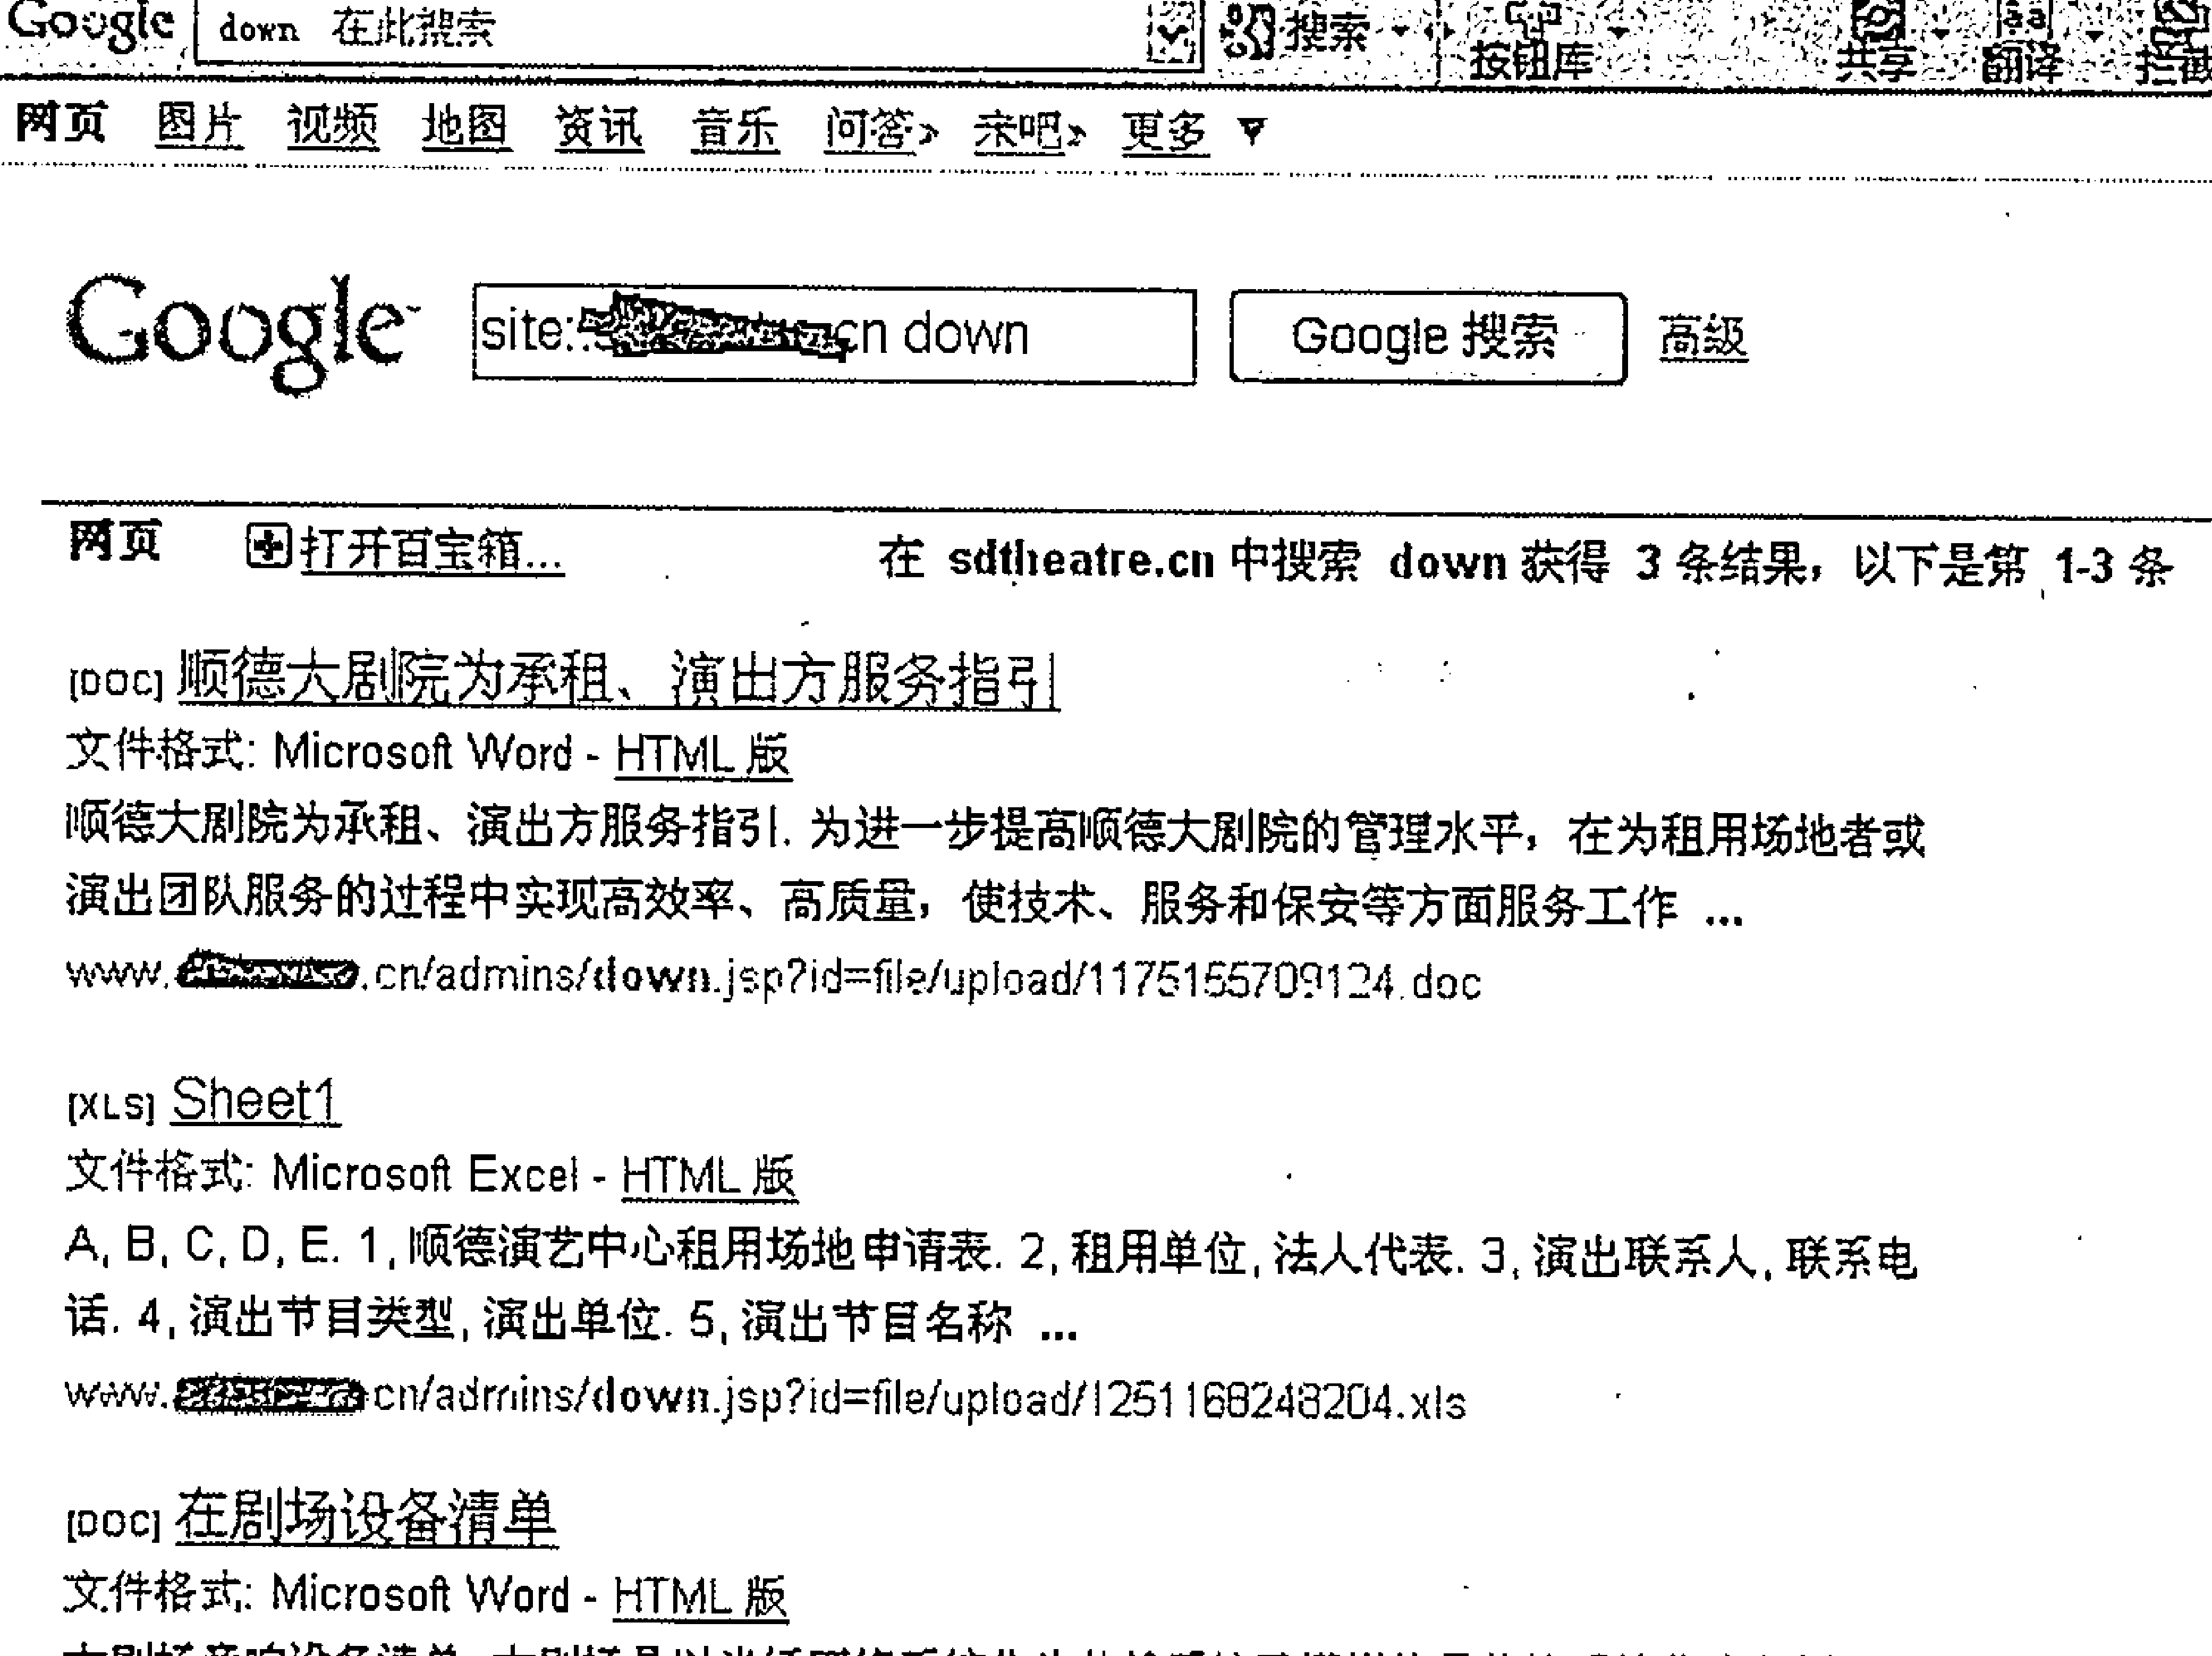 Google down 在此搜索 搜索 按钮库 共享 翻译 拦截
网页 图片 视频 地图 资讯 音乐 问答» 来吧» 更多 ▼
Google site: cn down Google 搜索 高级
网页 打开百宝箱... 在 sdtheatre.cn 中搜索 down 获得 3 条结果，以下是第 1-3 条
[DOC] 顺德大剧院为承租、演出方服务指引
文件格式: Microsoft Word - HTML 版
顺德大剧院为承租、演出方服务指引. 为进一步提高顺德大剧院的管理水平，在为租用场地者或
演出团队服务的过程中实现高效率、高质量，使技术、服务和保安等方面服务工作 ...
www. .cn/admins/down.jsp?id=file/upload/1175155709124.doc
[XLS] Sheet1
文件格式: Microsoft Excel - HTML 版
A, B, C, D, E. 1, 顺德演艺中心租用场地申请表. 2, 租用单位, 法人代表. 3, 演出联系人, 联系电
话. 4, 演出节目类型, 演出单位. 5, 演出节目名称 ...
www. cn/admins/down.jsp?id=file/upload/1251168248204.xls
[DOC] 在剧场设备清单
文件格式: Microsoft Word - HTML 版